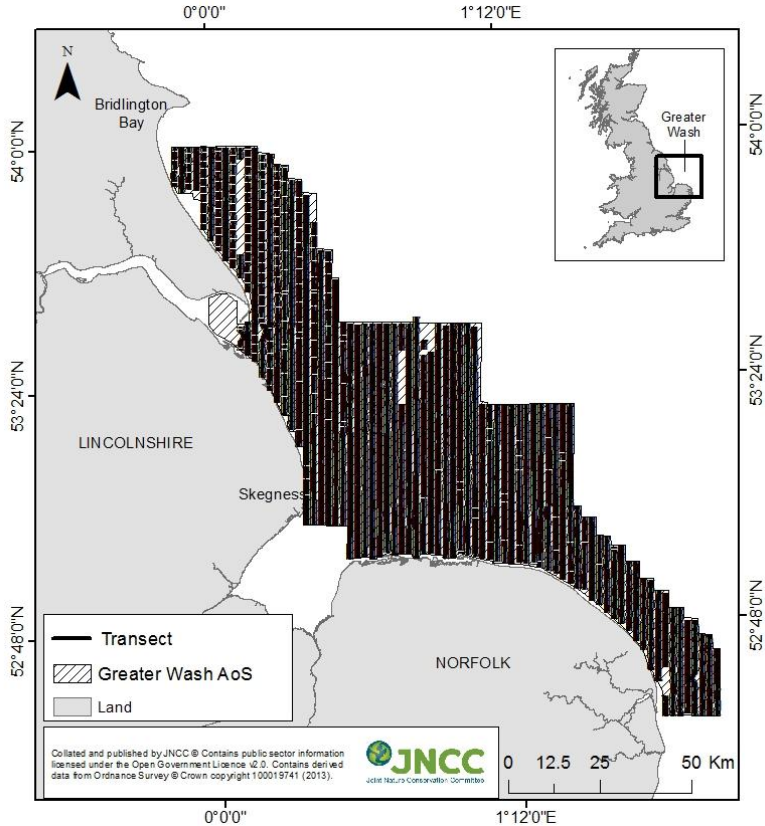 0°0'0"
1°12'0"E
N
Bridlington
Bay
Greater
Wash
54°0'0"N
54°0'0"N
53°24'0"N
53°24'0"N
LINCOLNSHIRE
Skegness
52°48'0"N
52°48'0"N
NORFOLK
Transect
Greater Wash AoS
Land
Collated and published by JNCC © Contains public sector information
licensed under the Open Government Licence v2.0. Contains derived
data from Ordnance Survey © Crown copyright 100019741 (2013).
JNCC
Joint Nature Conservation Committee
0 12.5 25 50 Km
0°0'0"
1°12'0"E